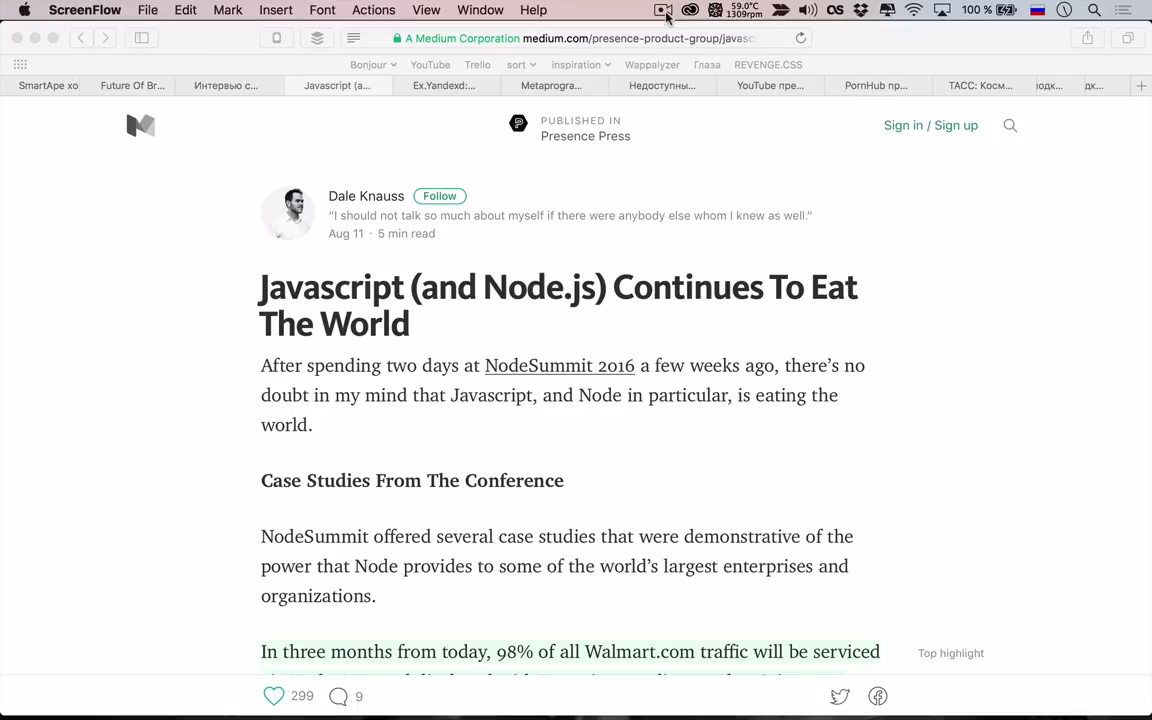 ScreenFlow File Edit Mark Insert Font Actions View Window Help 59.0°C 1309rpm 100 %
A Medium Corporation medium.com/presence-product-group/javasc
Bonjour YouTube Trello sort inspiration Wappalyzer Глаза REVENGE.CSS
SmartApe хо Future Of Br... Интервью с... Javascript (a... Ex.Yandexd:... Metaprogra... Недоступны... YouTube пре... PornHub пр... ТАСС: Косм... дк...
PUBLISHED IN
Presence Press
Sign in / Sign up
Dale Knauss Follow
“I should not talk so much about myself if there were anybody else whom I knew as well.”
Aug 11 · 5 min read
Javascript (and Node.js) Continues To Eat
The World
After spending two days at NodeSummit 2016 a few weeks ago, there’s no
doubt in my mind that Javascript, and Node in particular, is eating the
world.
Case Studies From The Conference
NodeSummit offered several case studies that were demonstrative of the
power that Node provides to some of the world’s largest enterprises and
organizations.
In three months from today, 98% of all Walmart.com traffic will be serviced
Top highlight
299 9